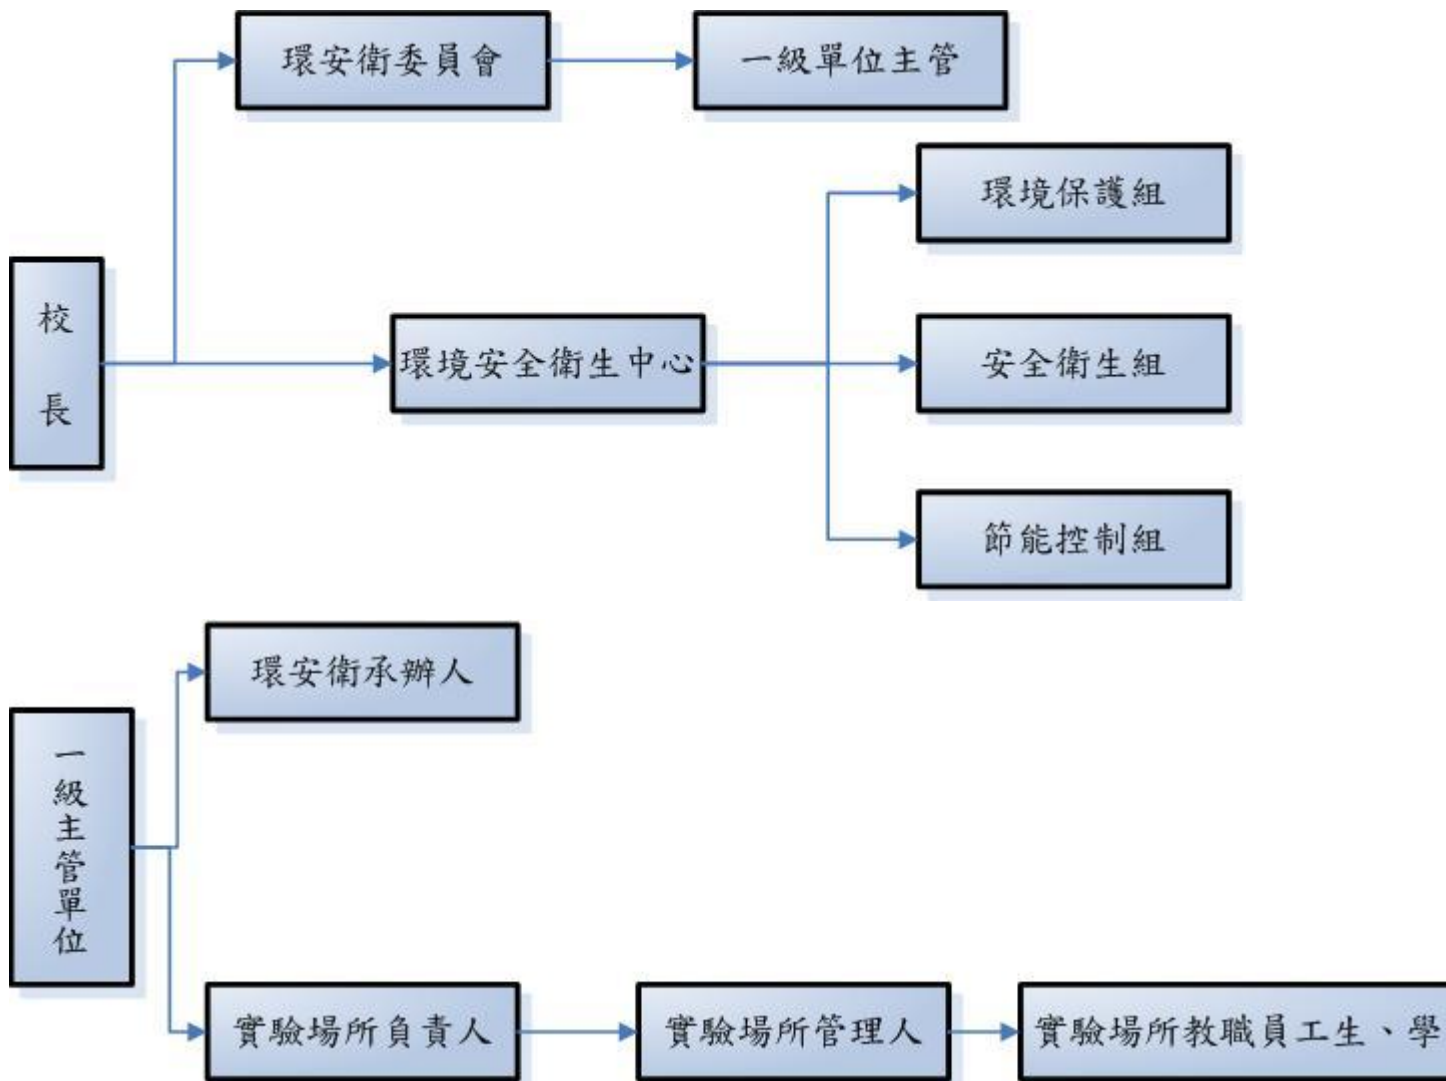 環安衛委員會
一級單位主管
環境保護組
校長
環境安全衛生中心
安全衛生組
節能控制組
環安衛承辦人
一級主管單位
實驗場所負責人
實驗場所管理人
實驗場所教職員工生、學